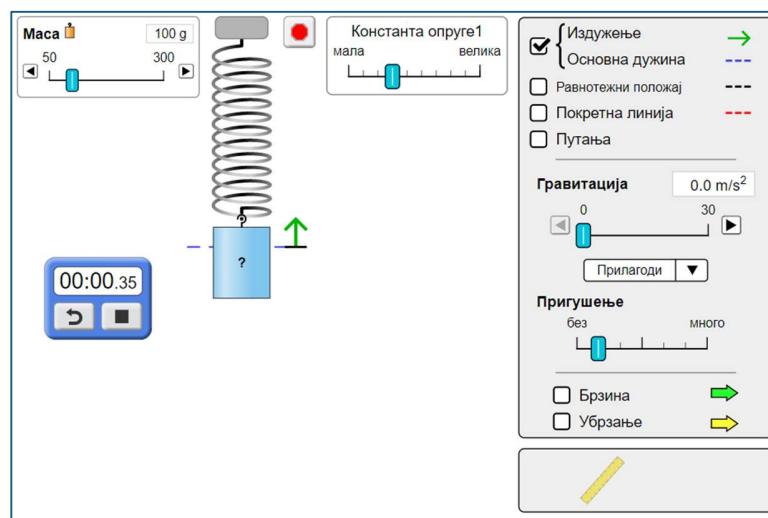 Маса 100 g
50 300
Константа опруге1
мала велика
Издужење
Основна дужина
Равнотежни положај
Покретна линија
Путања
Гравитација 0.0 m/s²
0 30
Прилагоди
Пригушење
без много
Брзина
Убрзање
?
00:00.35